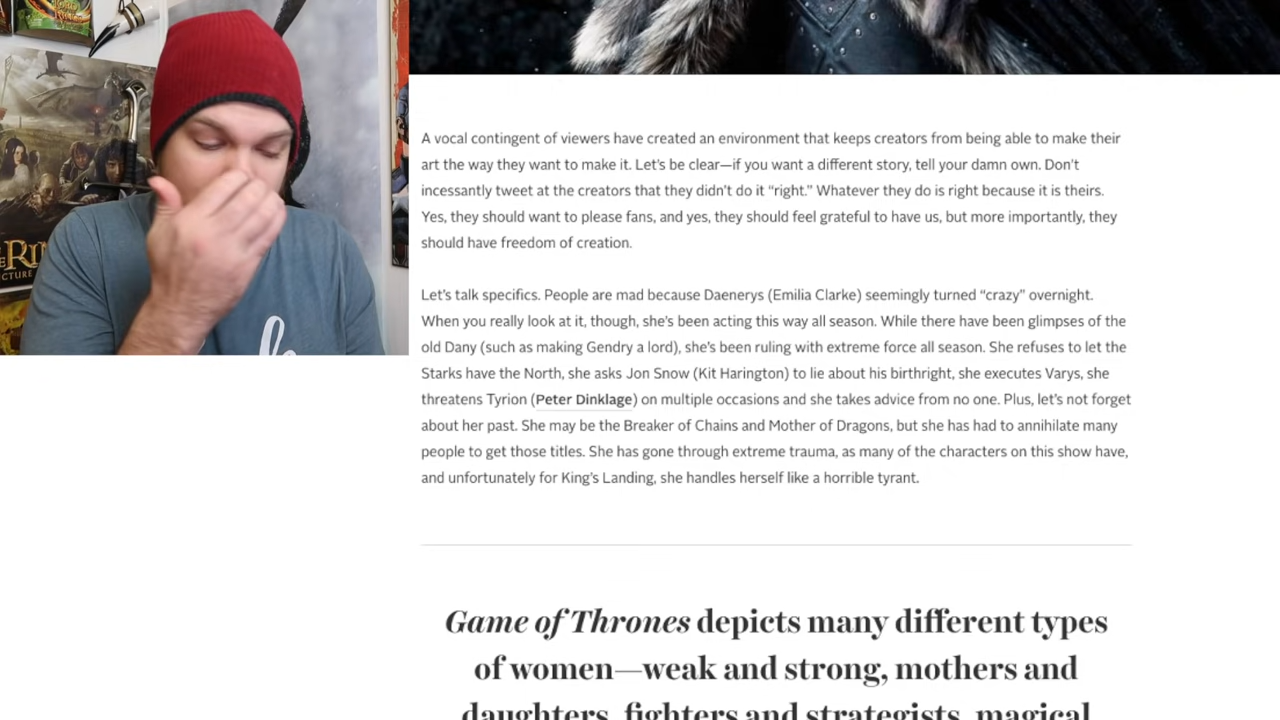 A vocal contingent of viewers have created an environment that keeps creators from being able to make their
art the way they want to make it. Let’s be clear—if you want a different story, tell your damn own. Don’t
incessantly tweet at the creators that they didn’t do it “right.” Whatever they do is right because it is theirs.
Yes, they should want to please fans, and yes, they should feel grateful to have us, but more importantly, they
should have freedom of creation.
Let’s talk specifics. People are mad because Daenerys (Emilia Clarke) seemingly turned “crazy” overnight.
When you really look at it, though, she’s been acting this way all season. While there have been glimpses of the
old Dany (such as making Gendry a lord), she’s been ruling with extreme force all season. She refuses to let the
Starks have the North, she asks Jon Snow (Kit Harington) to lie about his birthright, she executes Varys, she
threatens Tyrion (Peter Dinklage) on multiple occasions and she takes advice from no one. Plus, let’s not forget
about her past. She may be the Breaker of Chains and Mother of Dragons, but she has had to annihilate many
people to get those titles. She has gone through extreme trauma, as many of the characters on this show have,
and unfortunately for King’s Landing, she handles herself like a horrible tyrant.
Game of Thrones depicts many different types
of women—weak and strong, mothers and
daughters, fighters and strategists, magical